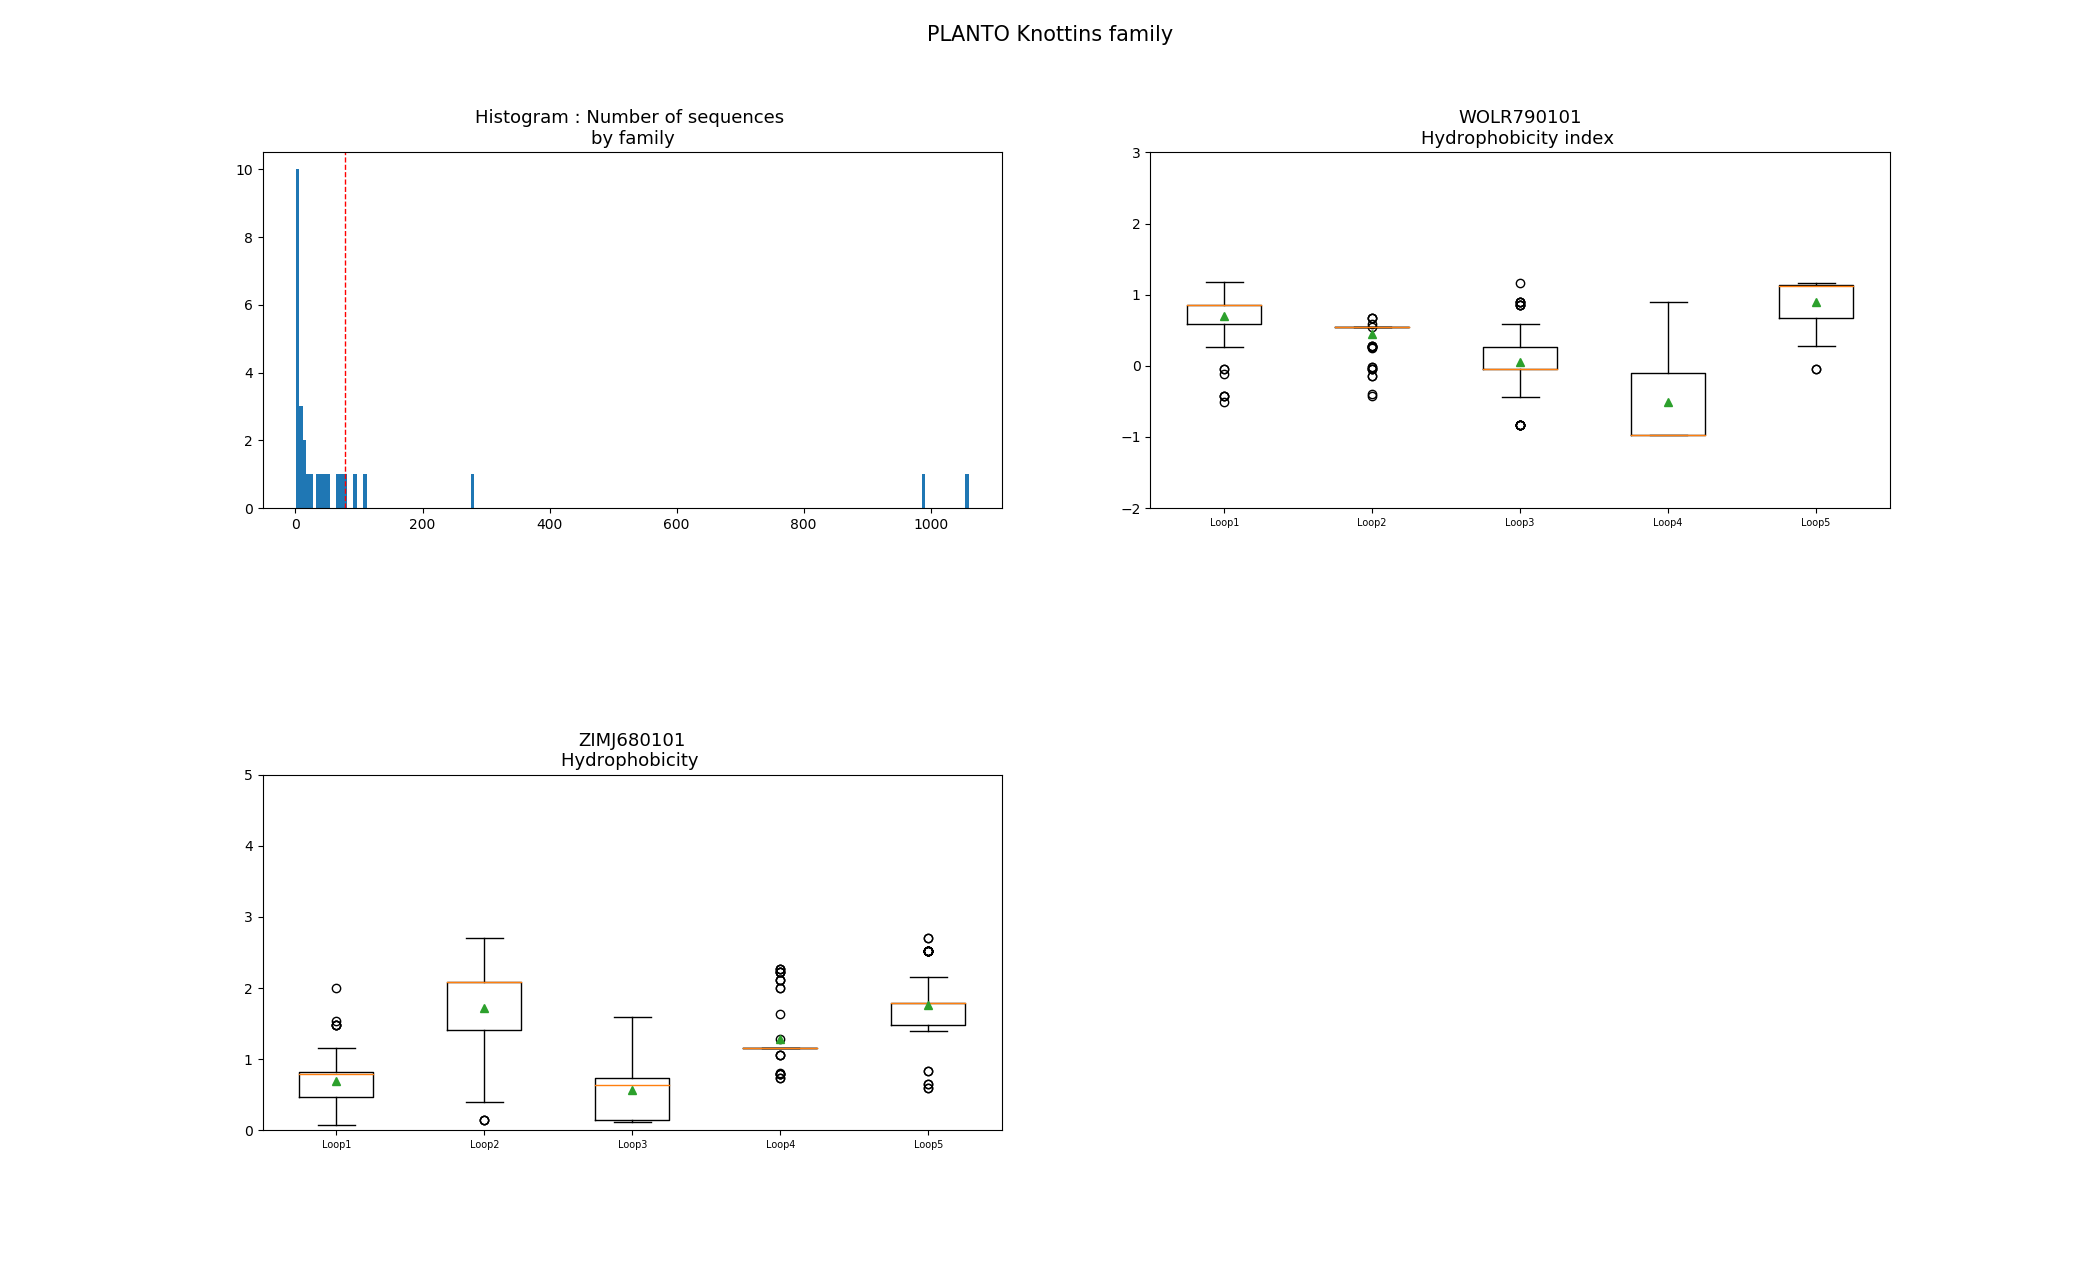 PLANTO Knottins family
Histogram : Number of sequences
by family
10
8
6
4
2
0
0 200 400 600 800 1000
WOLR790101
Hydrophobicity index
3
2
1
0
−1
−2
Loop1 Loop2 Loop3 Loop4 Loop5
ZIMJ680101
Hydrophobicity
5
4
3
2
1
0
Loop1 Loop2 Loop3 Loop4 Loop5